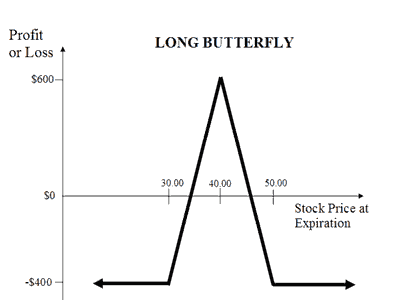 Profit
or Loss
LONG BUTTERFLY
$600
30.00 40.00 50.00
$0
Stock Price at
Expiration
-$400